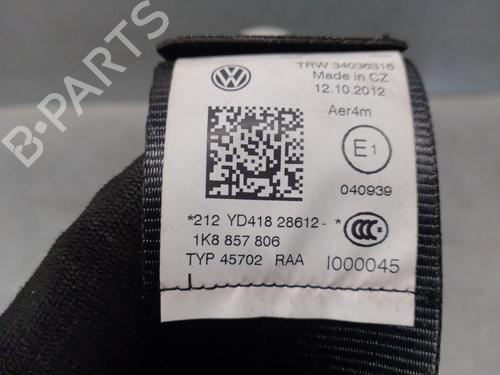 TRW 34036316
Made in CZ
12.10.2012
Aer4m
E1
040939
*212 YD418 28612- *
1K8 857 806
TYP 45702 RAA
I000045
B-PARTS